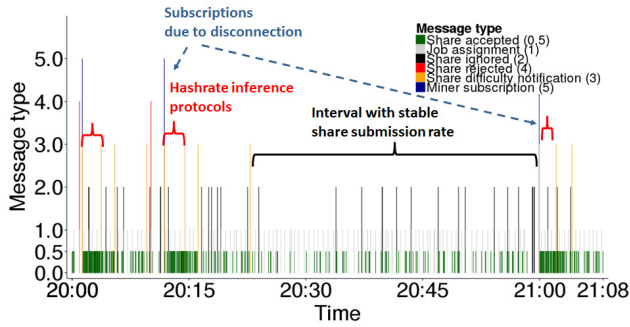 Subscriptions
due to disconnection
Message type
Share accepted (0.5)
Job assignment (1)
Share ignored (2)
Share rejected (4)
Share difficulty notification (3)
Miner subscription (5)
Hashrate inference
protocols
Interval with stable
share submission rate
Message type
5.0
4.0
3.0
2.0
1.0
0.5
0.0
20:00
20:15
20:30
20:45
21:00
21:08
Time